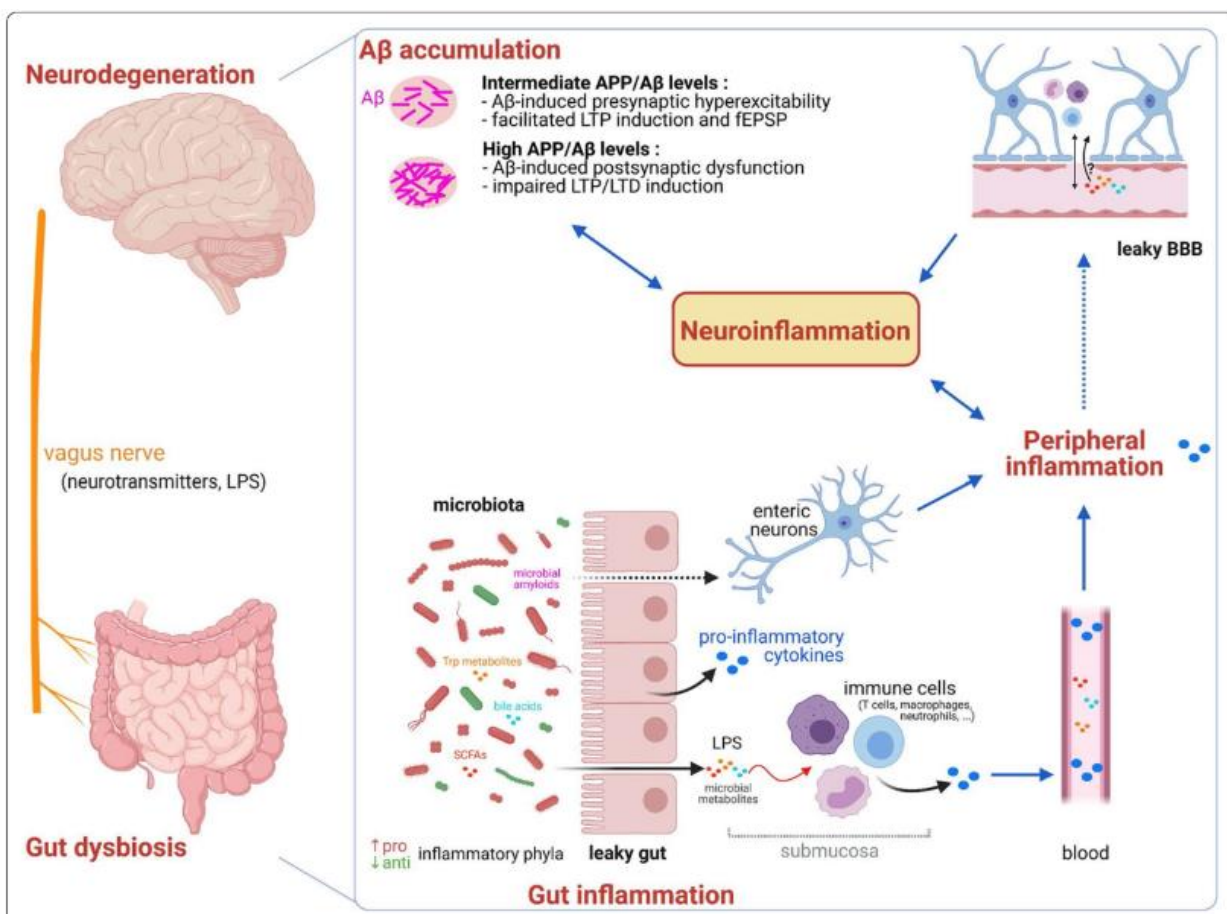 Neurodegeneration
vagus nerve
(neurotransmitters, LPS)
Gut dysbiosis
Aβ accumulation
Aβ
Intermediate APP/Aβ levels :
- Aβ-induced presynaptic hyperexcitability
- facilitated LTP induction and fEPSP
High APP/Aβ levels :
- Aβ-induced postsynaptic dysfunction
- impaired LTP/LTD induction
?
leaky BBB
Neuroinflammation
Peripheral
inflammation
microbiota
enteric
neurons
microbial
amyloids
pro-inflammatory
cytokines
Trp metabolites
bile acids
SCFAs
immune cells
(T cells, macrophages,
neutrophils, ...)
LPS
microbial
metabolites
↑pro
↓anti
inflammatory phyla
leaky gut
submucosa
blood
Gut inflammation